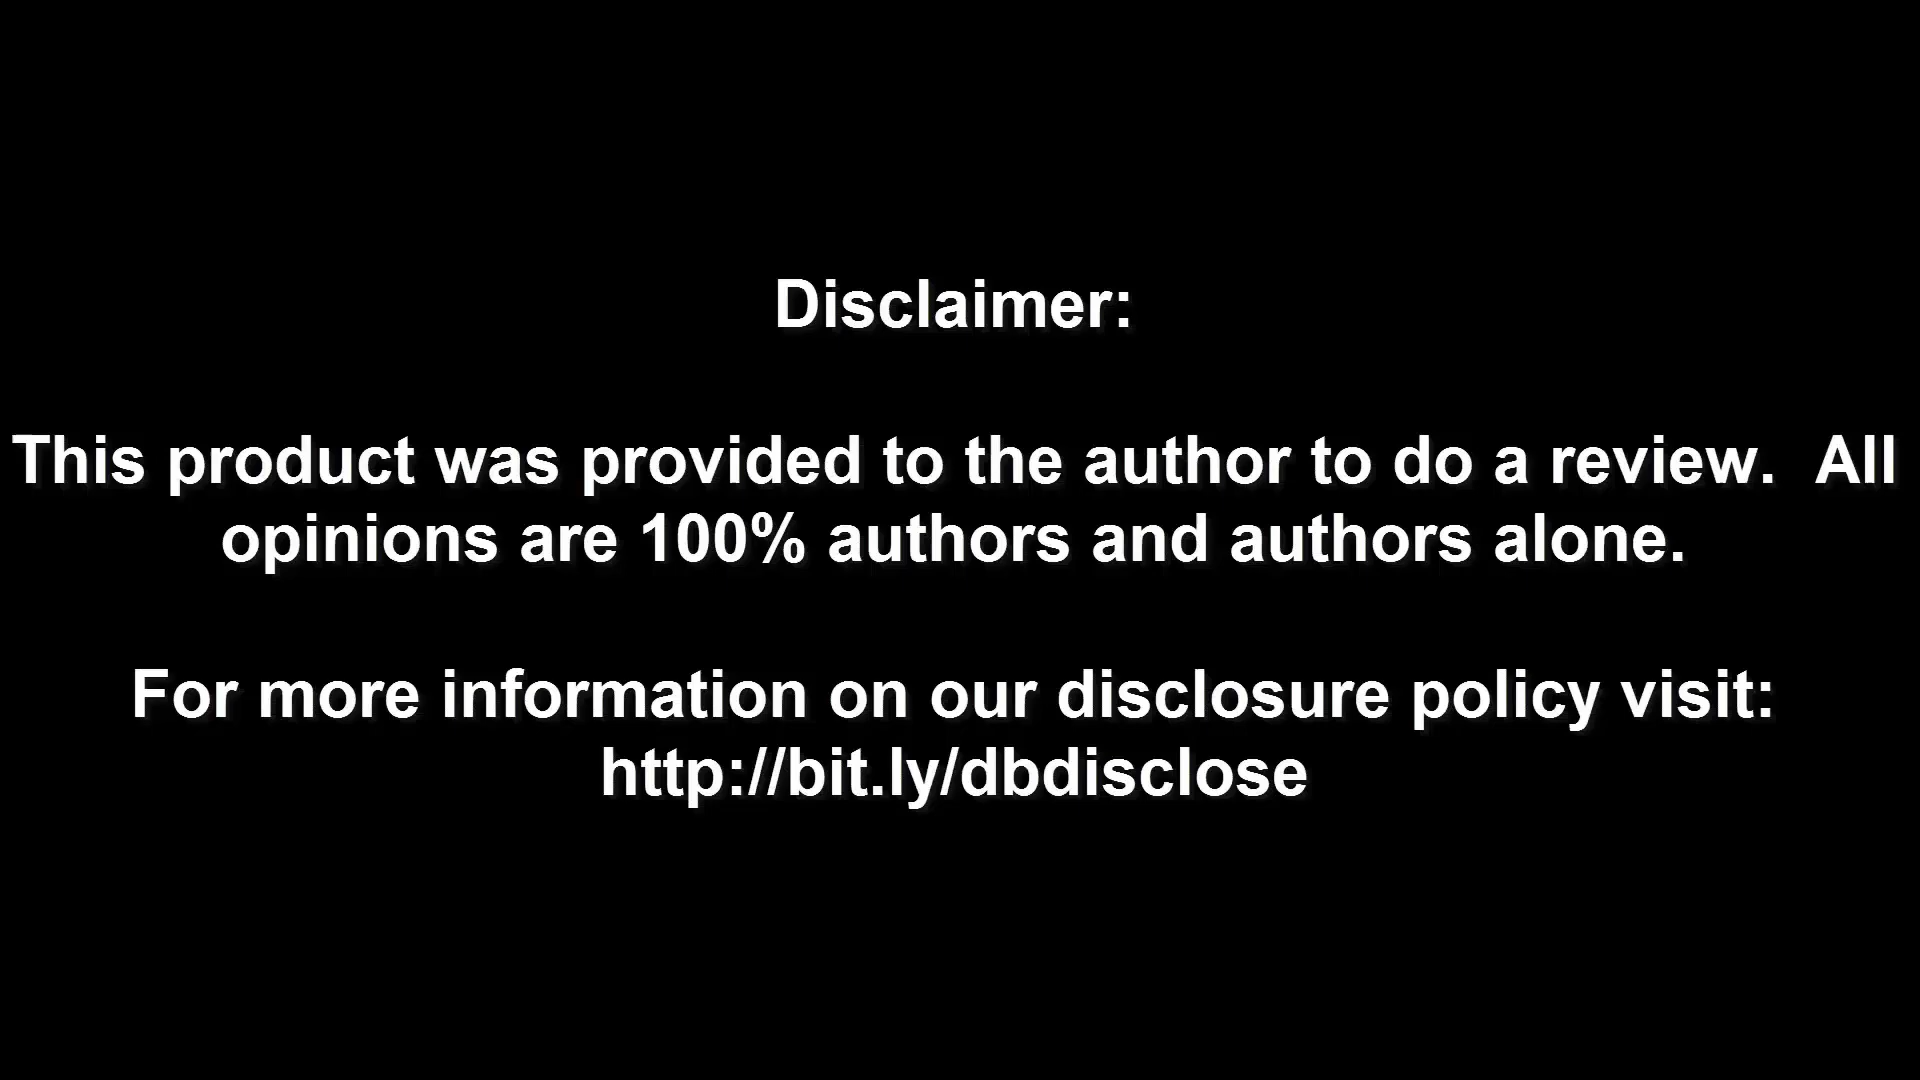 Disclaimer:
This product was provided to the author to do a review.  All
opinions are 100% authors and authors alone.
For more information on our disclosure policy visit:
http://bit.ly/dbdisclose